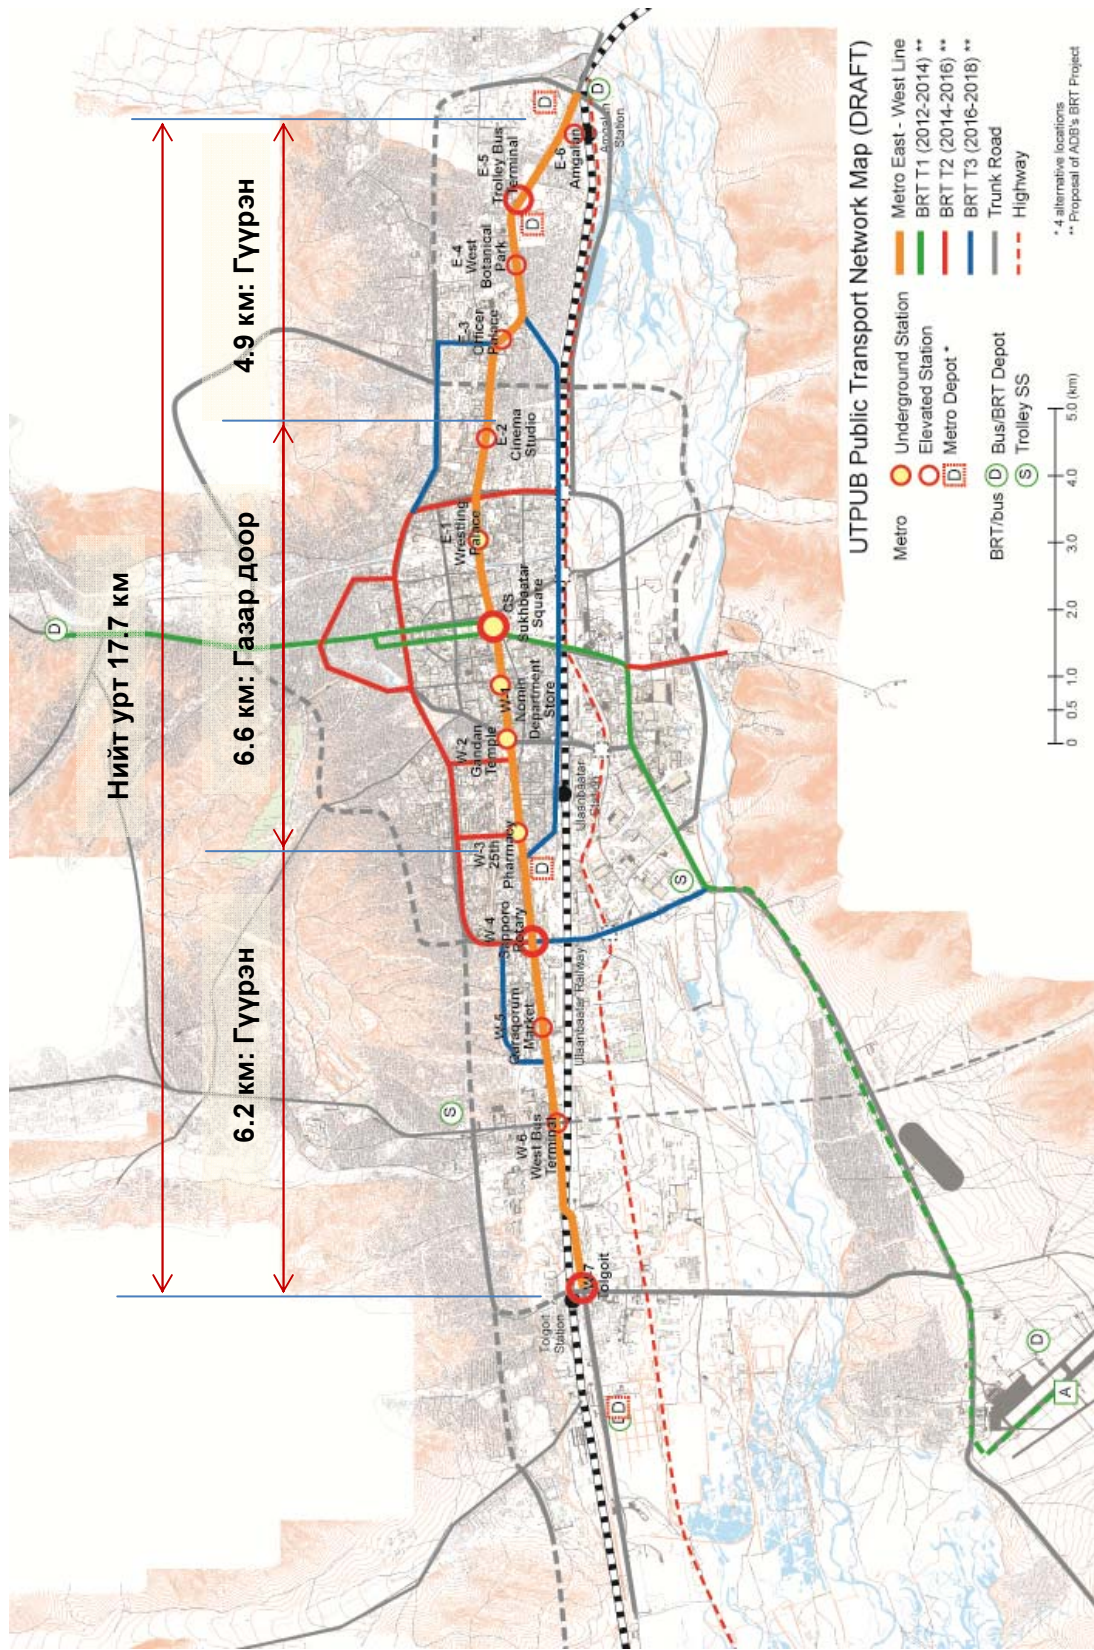 Нийт урт 17.7 км
6.2 км: Гүүрэн
6.6 км: Газар доор
4.9 км: Гүүрэн
D
S
W-7
Tolgoit
Tolgoit
Station
W-6
West Bus
Terminal
W-5
Qaraqorum
Market
W-4
Sapporo
Rotary
W-3
25th
Pharmacy
W-2
Gandan
Temple
W-1
Nomin
Department
Store
CS
Sukhbaatar
Square
E-1
Wrestling
Palace
E-2
Cinema
Studio
E-3
Officer
Palace
E-4
West
Botanical
Park
E-5
Trolley Bus
Terminal
E-6
Amgalan
Amgalan
Station
D
D
D
D
D
Ulaanbaatar Railway
Ulaanbaatar
Station
S
D
A
UTPUB Public Transport Network Map (DRAFT)
Metro
Underground Station
Elevated Station
D Metro Depot *
BRT/bus
D Bus/BRT Depot
S Trolley SS
Metro East - West Line
BRT T1 (2012-2014) **
BRT T2 (2014-2016) **
BRT T3 (2016-2018) **
Trunk Road
Highway
* 4 alternative locations
** Proposal of ADB's BRT Project
0 0.5 1.0 2.0 3.0 4.0 5.0 (km)